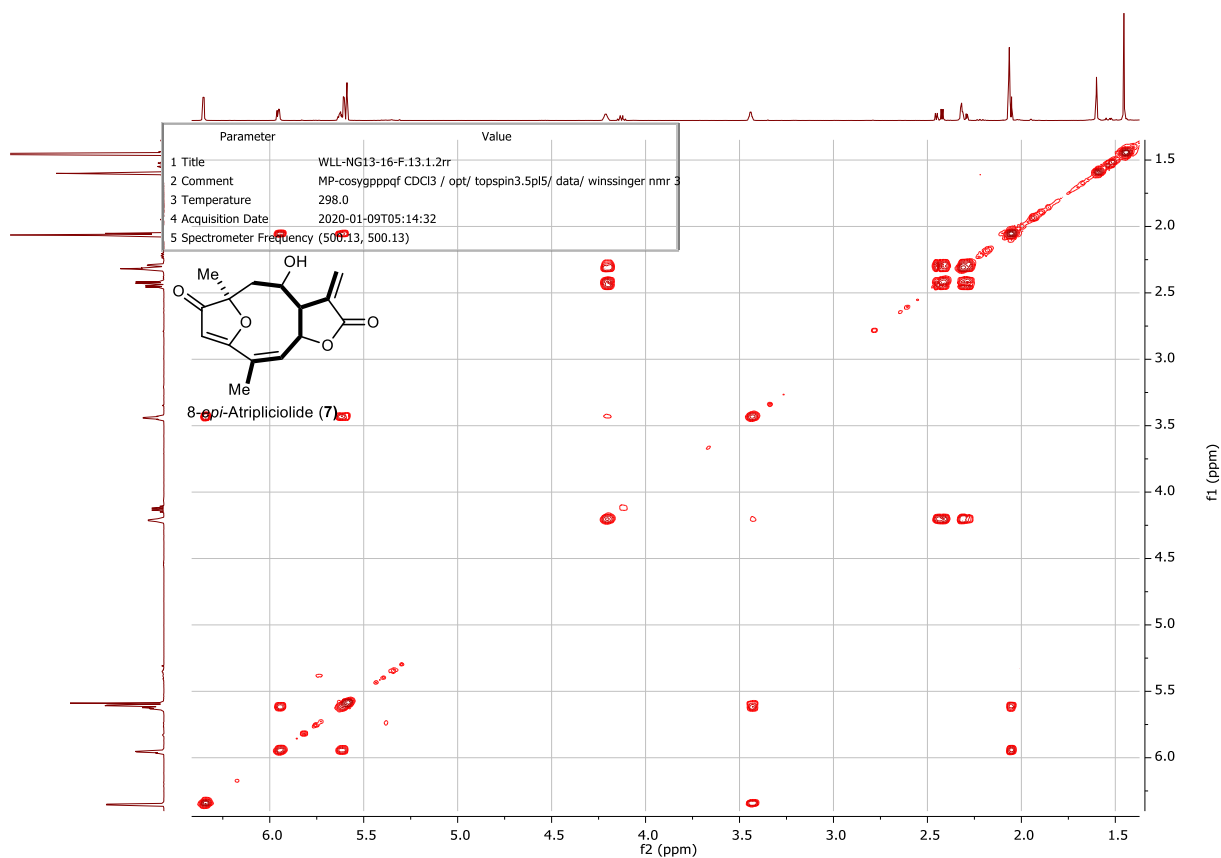 Parameter Value
1 Title WLL-NG13-16-F.13.1.2rr
2 Comment MP-cosygpppqf CDCl3 / opt/ topspin3.5pl5/ data/ winssinger nmr 3
3 Temperature 298.0
4 Acquisition Date 2020-01-09T05:14:32
5 Spectrometer Frequency (500.13, 500.13)
OH
Me
O
O
O
O
Me
8-epi-Atripliciolide (7)
1.5
2.0
2.5
3.0
3.5
4.0
4.5
5.0
5.5
6.0
f1 (ppm)
6.0 5.5 5.0 4.5 4.0 3.5 3.0 2.5 2.0 1.5
f2 (ppm)